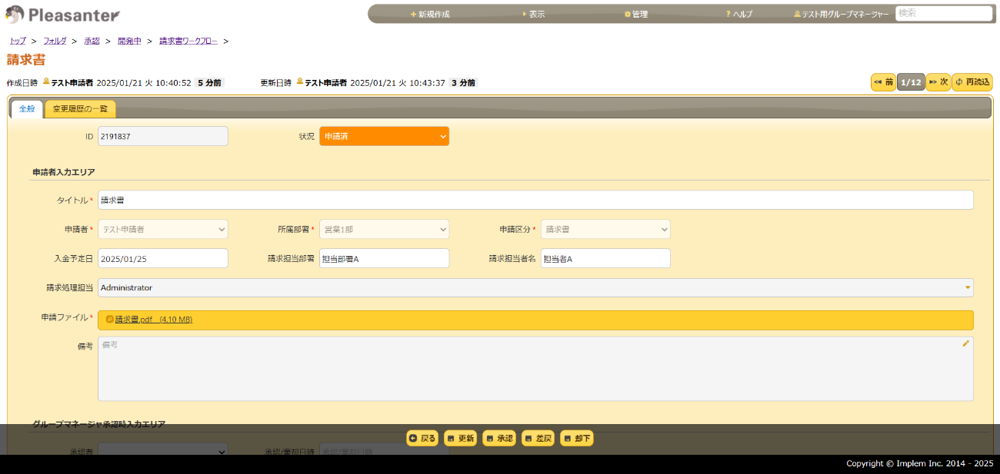 Pleasanter
新規作成 表示 管理 ヘルプ テスト用グループマネージャー 検索
トップ > フォルダ > 承認 > 開発中 > 請求書ワークフロー >
請求書
作成日時 テスト申請者 2025/01/21 火 10:40:52 5 分前 更新日時 テスト申請者 2025/01/21 火 10:43:37 3 分前 前 1/12 次 再読込
全般 変更履歴の一覧
ID 2191837 状況 申請済
申請者入力エリア
タイトル* 請求書
申請者* テスト申請者 所属部署* 営業1部 申請区分* 請求書
入金予定日 2025/01/25 請求担当部署 担当部署A 請求担当者名 担当者A
請求処理担当 Administrator
申請ファイル* 請求書.pdf (4.10 MB)
備考 備考
グループマネージャ承認時入力エリア
戻る 更新 承認 差戻 却下
承認者 承認/棄却日時 承認/棄却日時
Copyright © Implem Inc. 2014 - 2025